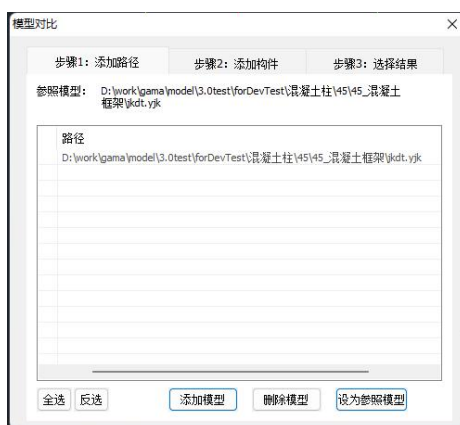 模型对比
步骤1：添加路径
步骤2：添加构件
步骤3：选择结果
参照模型： D:\work\gama\model\3.0test\forDevTest\混凝土柱\45\45_混凝土
框架\jkdt.yjk
路径
D:\work\gama\model\3.0test\forDevTest\混凝土柱\45\45_混凝土框架\jkdt.yjk
全选
反选
添加模型
删除模型
设为参照模型